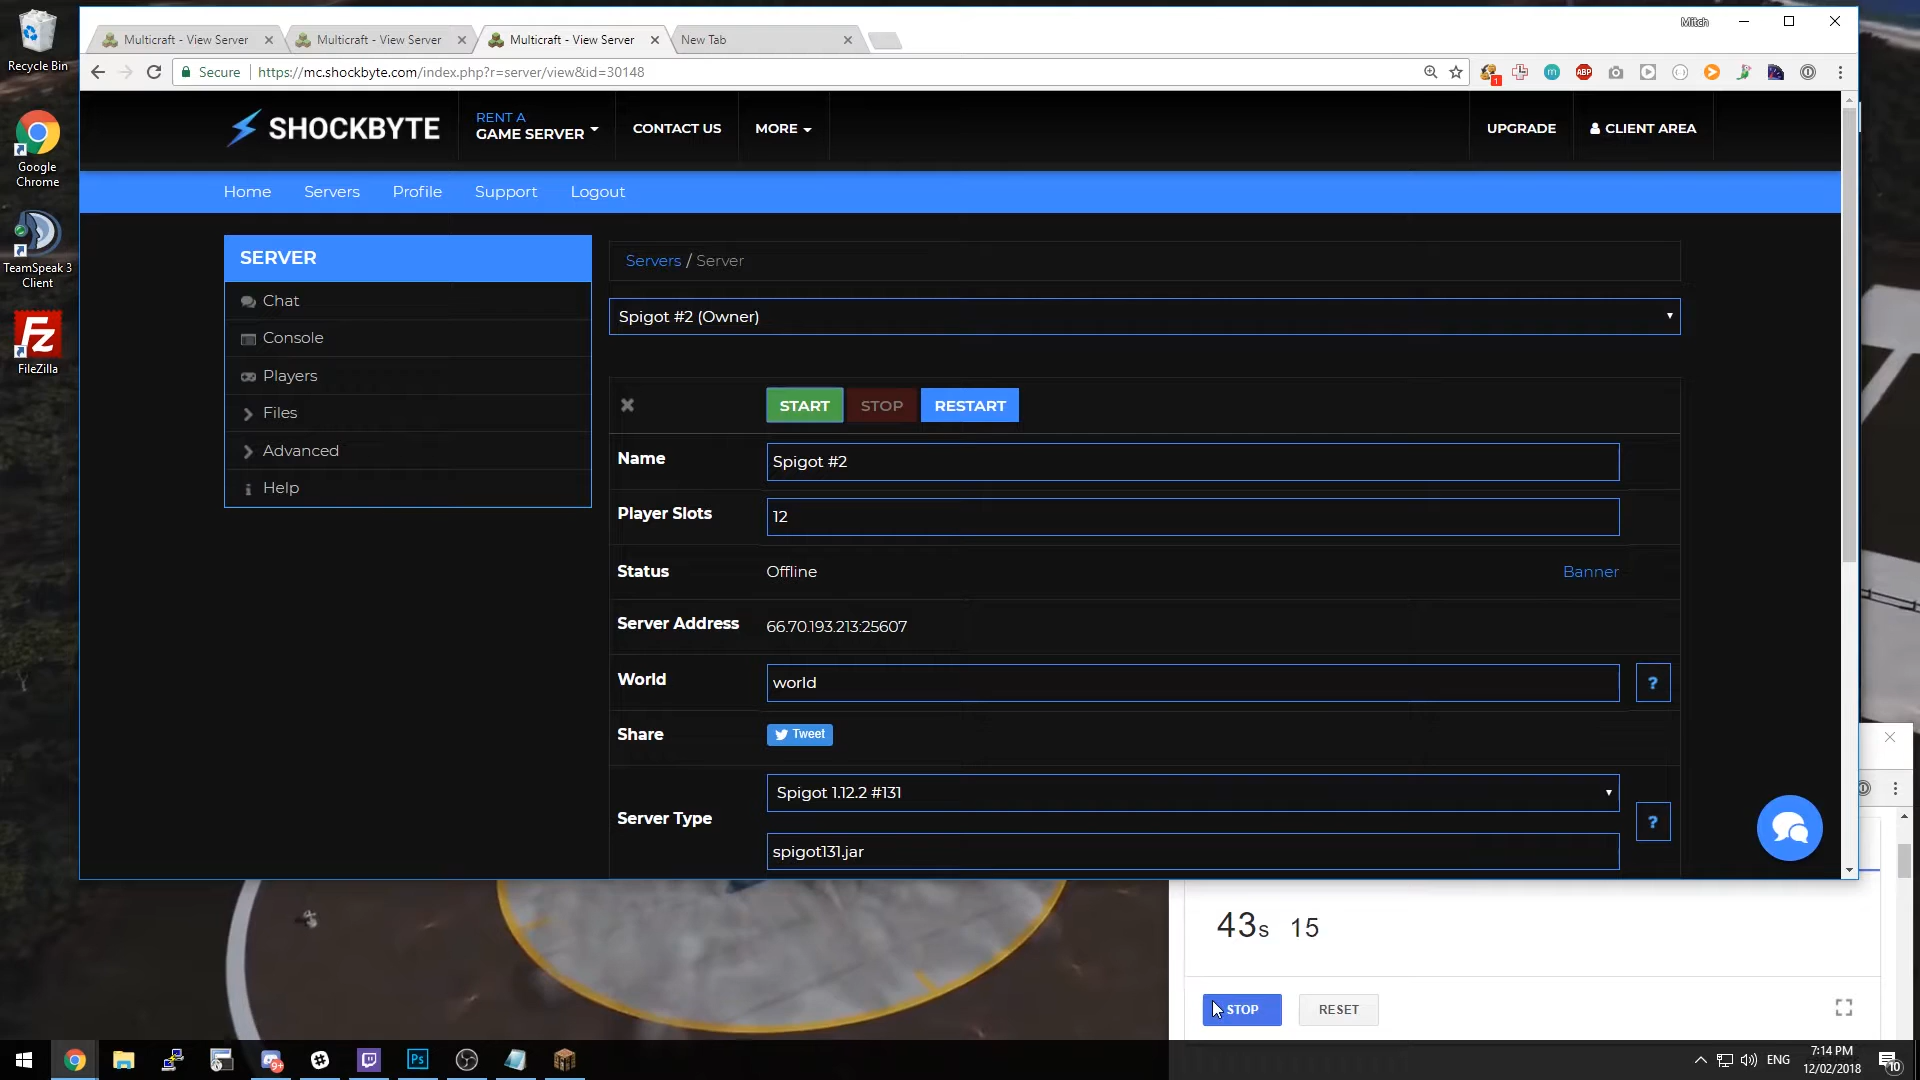 Recycle Bin
Google Chrome
TeamSpeak 3 Client
FileZilla
Mitch
Multicraft - View Server
Multicraft - View Server
Multicraft - View Server
New Tab
Secure
https://mc.shockbyte.com/index.php?r=server/view&id=30148
1
ABP
SHOCKBYTE
RENT A
GAME SERVER
CONTACT US
MORE
UPGRADE
CLIENT AREA
Home
Servers
Profile
Support
Logout
SERVER
Chat
Console
Players
Files
Advanced
Help
Servers / Server
Spigot #2 (Owner)
START
STOP
RESTART
Name
Spigot #2
Player Slots
12
Status
Offline
Banner
Server Address
66.70.193.213:25607
World
world
?
Share
Tweet
Server Type
Spigot 1.12.2 #131
spigot131.jar
?
43s 15
STOP
RESET
9+
Ps
ENG
7:14 PM
12/02/2018
10